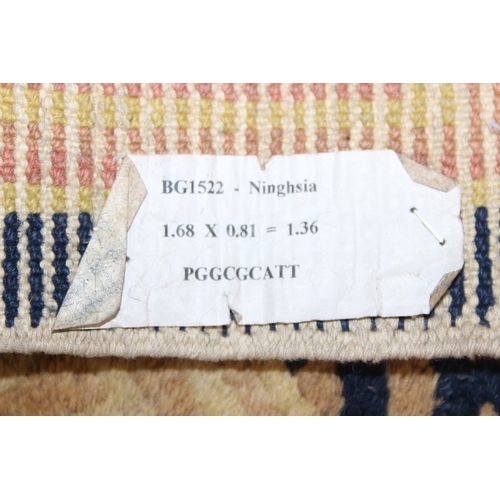 BG1522 - Ninghsia
1.68 X 0.81 = 1.36
PGGCGCATT